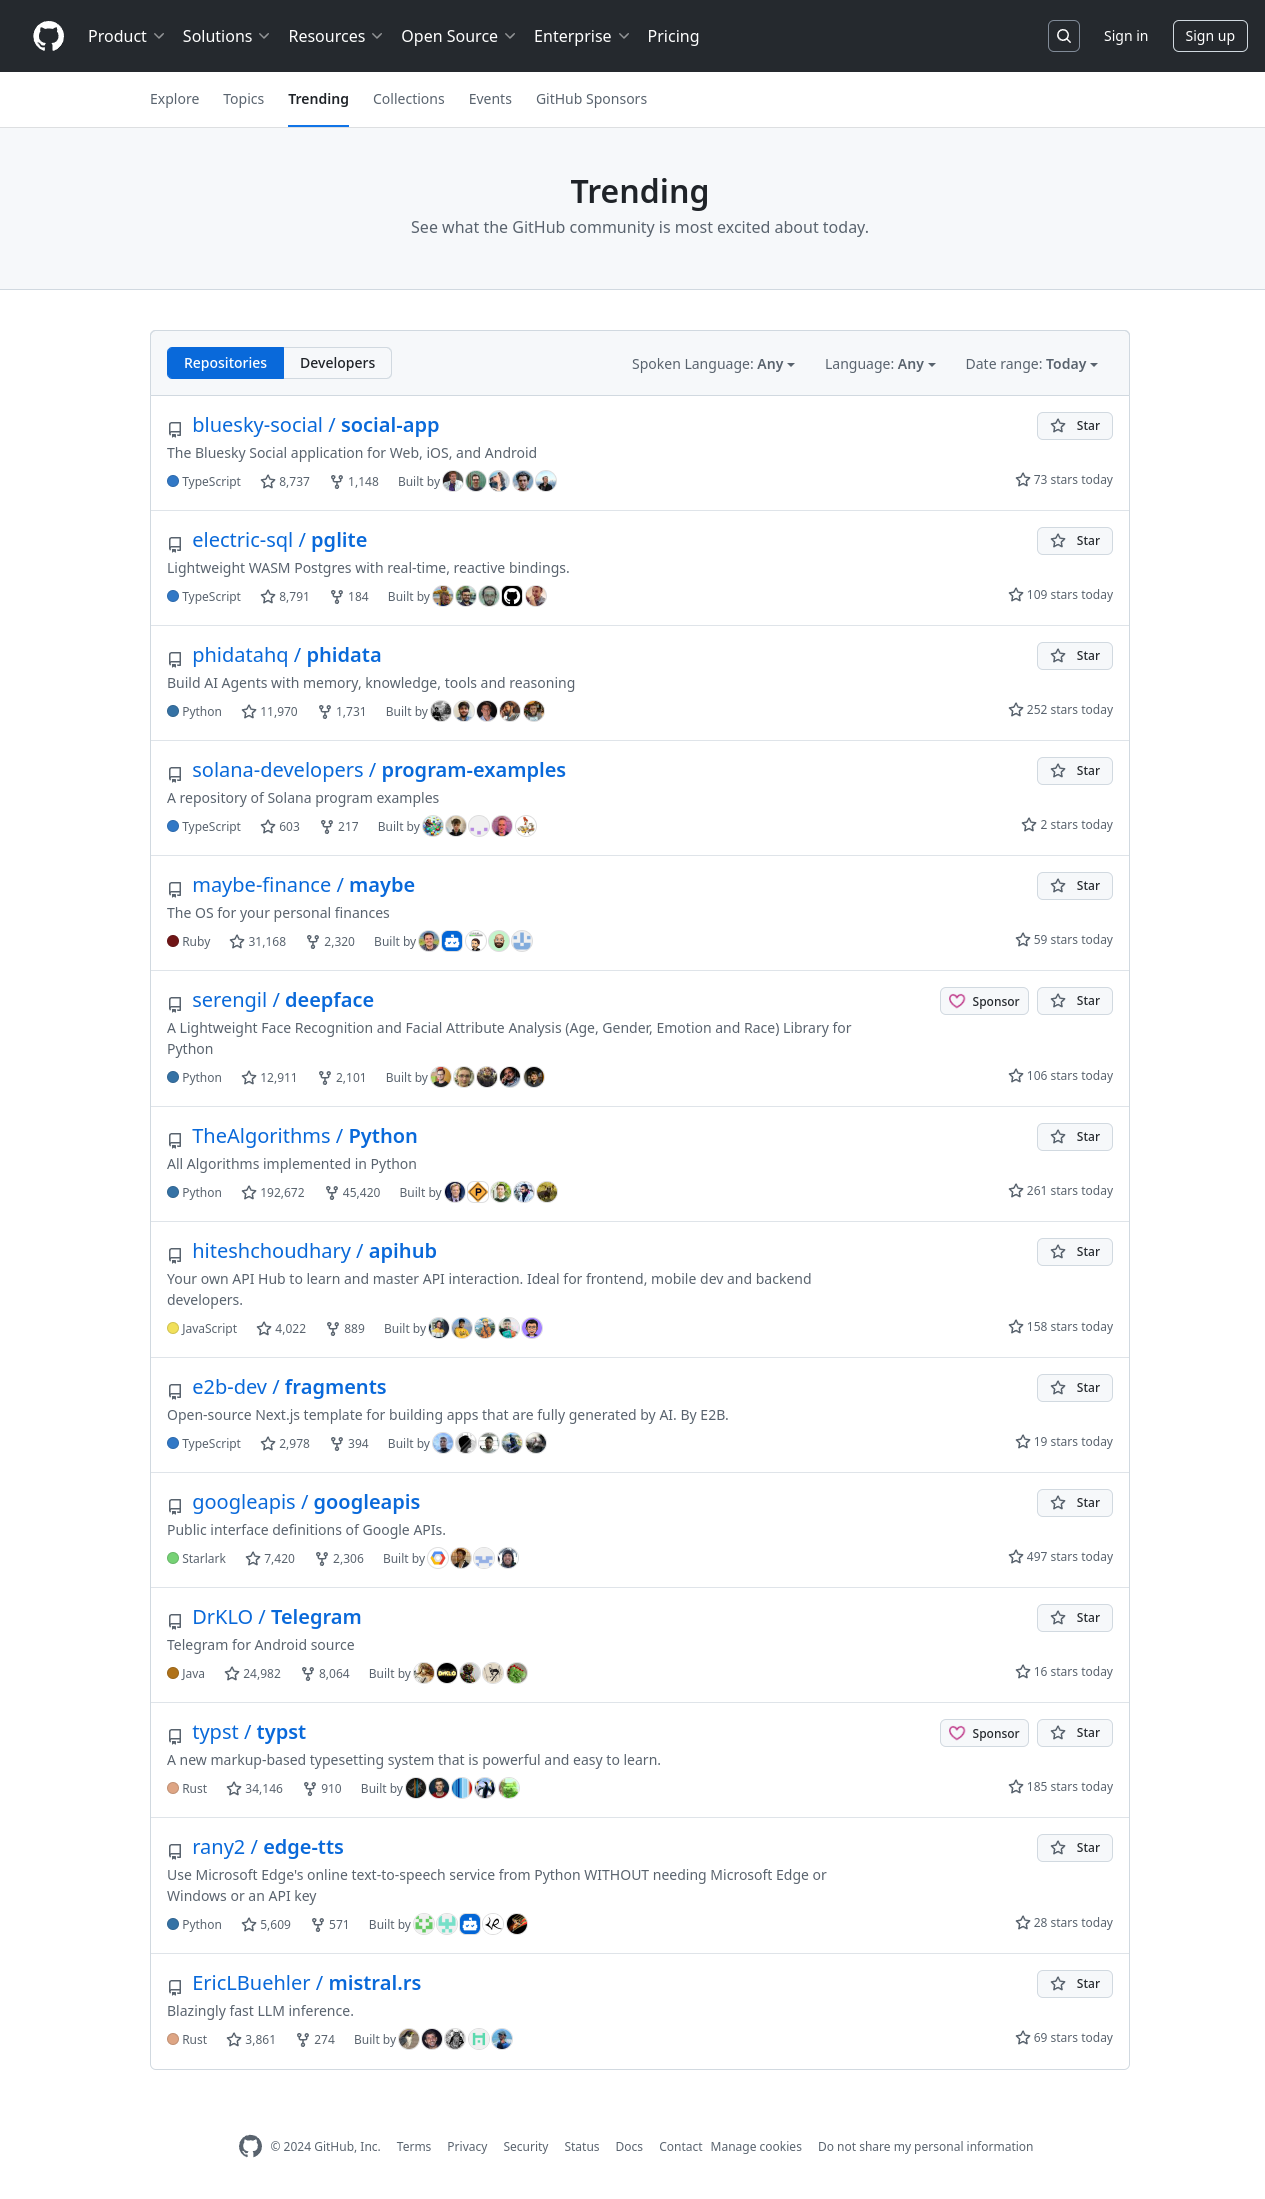 Product Solutions Resources Open Source Enterprise Pricing Sign in Sign up
Explore Topics Trending Collections Events GitHub Sponsors
Trending
See what the GitHub community is most excited about today.
Repositories Developers Spoken Language: Any Language: Any Date range: Today
bluesky-social / social-app Star
The Bluesky Social application for Web, iOS, and Android
TypeScript 8,737 1,148 Built by 73 stars today
electric-sql / pglite Star
Lightweight WASM Postgres with real-time, reactive bindings.
TypeScript 8,791 184 Built by 109 stars today
phidatahq / phidata Star
Build AI Agents with memory, knowledge, tools and reasoning
Python 11,970 1,731 Built by 252 stars today
solana-developers / program-examples Star
A repository of Solana program examples
TypeScript 603 217 Built by 2 stars today
maybe-finance / maybe Star
The OS for your personal finances
Ruby 31,168 2,320 Built by 59 stars today
serengil / deepface Sponsor Star
A Lightweight Face Recognition and Facial Attribute Analysis (Age, Gender, Emotion and Race) Library for
Python
Python 12,911 2,101 Built by 106 stars today
TheAlgorithms / Python Star
All Algorithms implemented in Python
Python 192,672 45,420 Built by 261 stars today
hiteshchoudhary / apihub Star
Your own API Hub to learn and master API interaction. Ideal for frontend, mobile dev and backend
developers.
JavaScript 4,022 889 Built by 158 stars today
e2b-dev / fragments Star
Open-source Next.js template for building apps that are fully generated by AI. By E2B.
TypeScript 2,978 394 Built by 19 stars today
googleapis / googleapis Star
Public interface definitions of Google APIs.
Starlark 7,420 2,306 Built by 497 stars today
DrKLO / Telegram Star
Telegram for Android source
Java 24,982 8,064 Built by 16 stars today
typst / typst Sponsor Star
A new markup-based typesetting system that is powerful and easy to learn.
Rust 34,146 910 Built by 185 stars today
rany2 / edge-tts Star
Use Microsoft Edge's online text-to-speech service from Python WITHOUT needing Microsoft Edge or
Windows or an API key
Python 5,609 571 Built by 28 stars today
EricLBuehler / mistral.rs Star
Blazingly fast LLM inference.
Rust 3,861 274 Built by 69 stars today
© 2024 GitHub, Inc. Terms Privacy Security Status Docs Contact Manage cookies Do not share my personal information